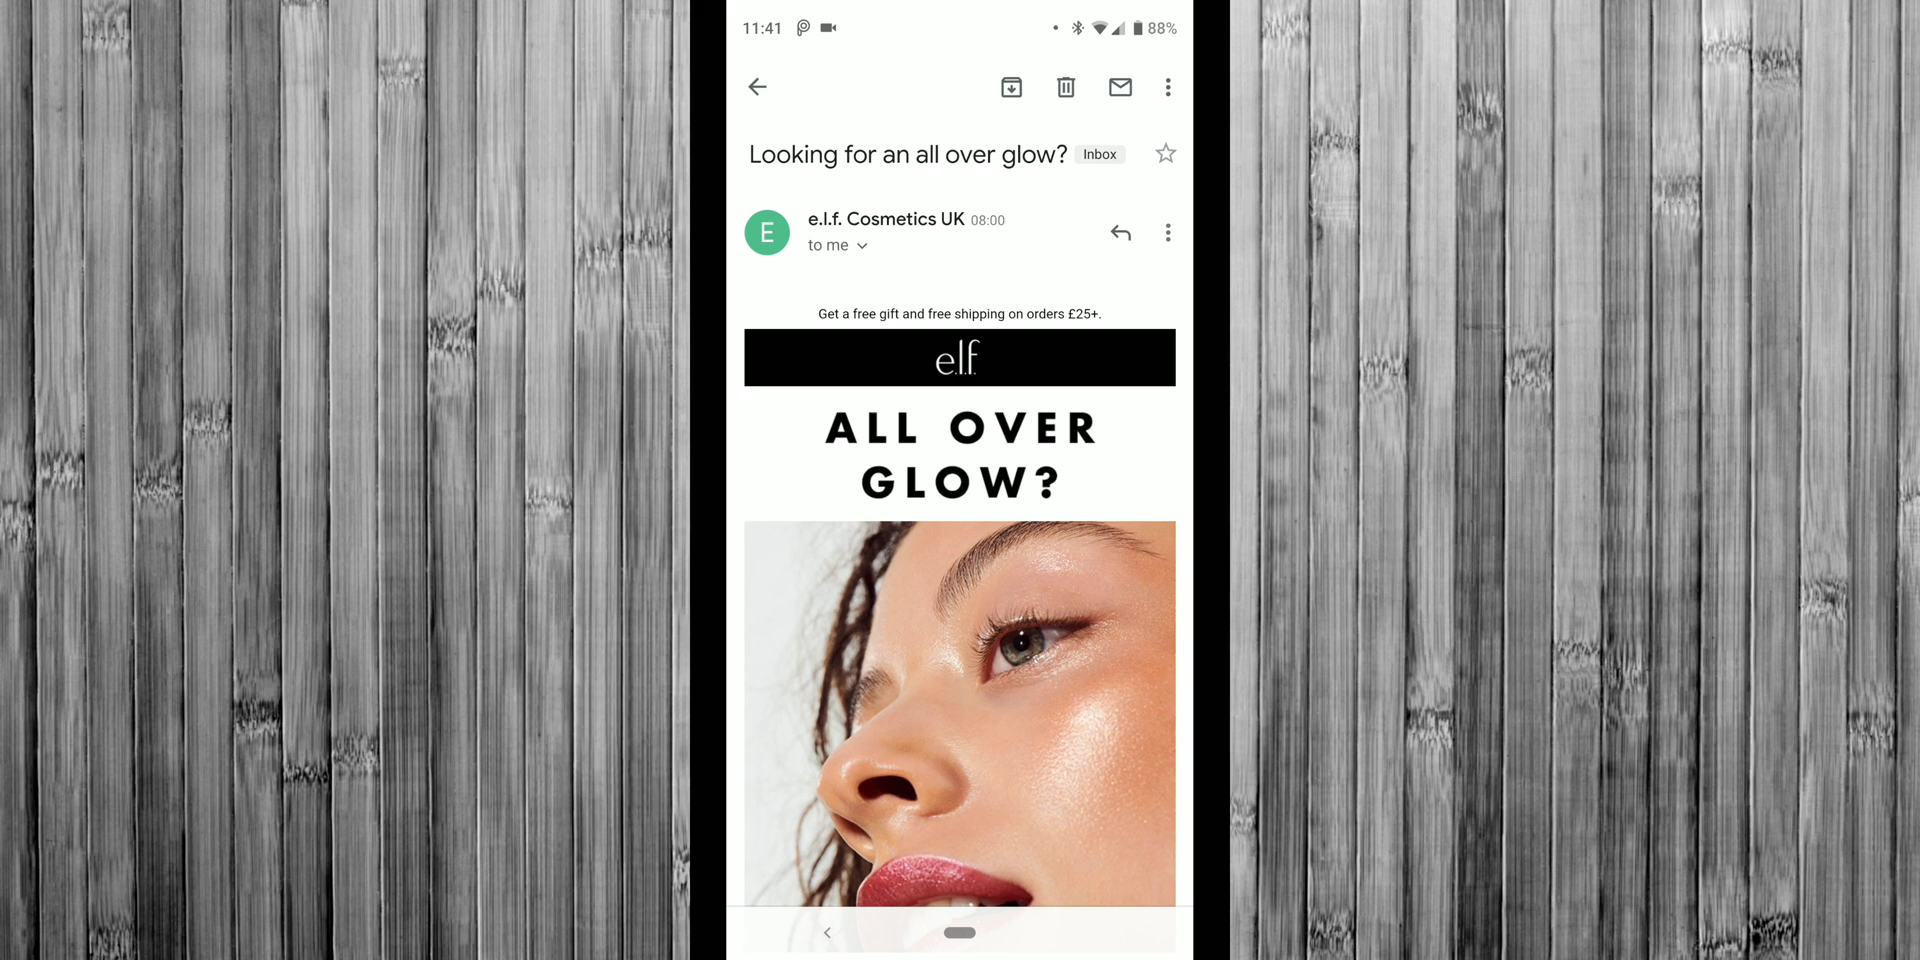 11:41 88%
Looking for an all over glow? Inbox
E
e.l.f. Cosmetics UK 08:00
to me
Get a free gift and free shipping on orders £25+.
e.l.f.
ALL OVER
GLOW?